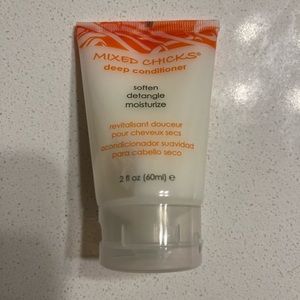 MIXED CHICKS®
deep conditioner
soften
detangle
moisturize
revitalisant douceur
pour cheveux secs
acondicionador suavidad
para cabello seco
2 fl oz (60ml) e